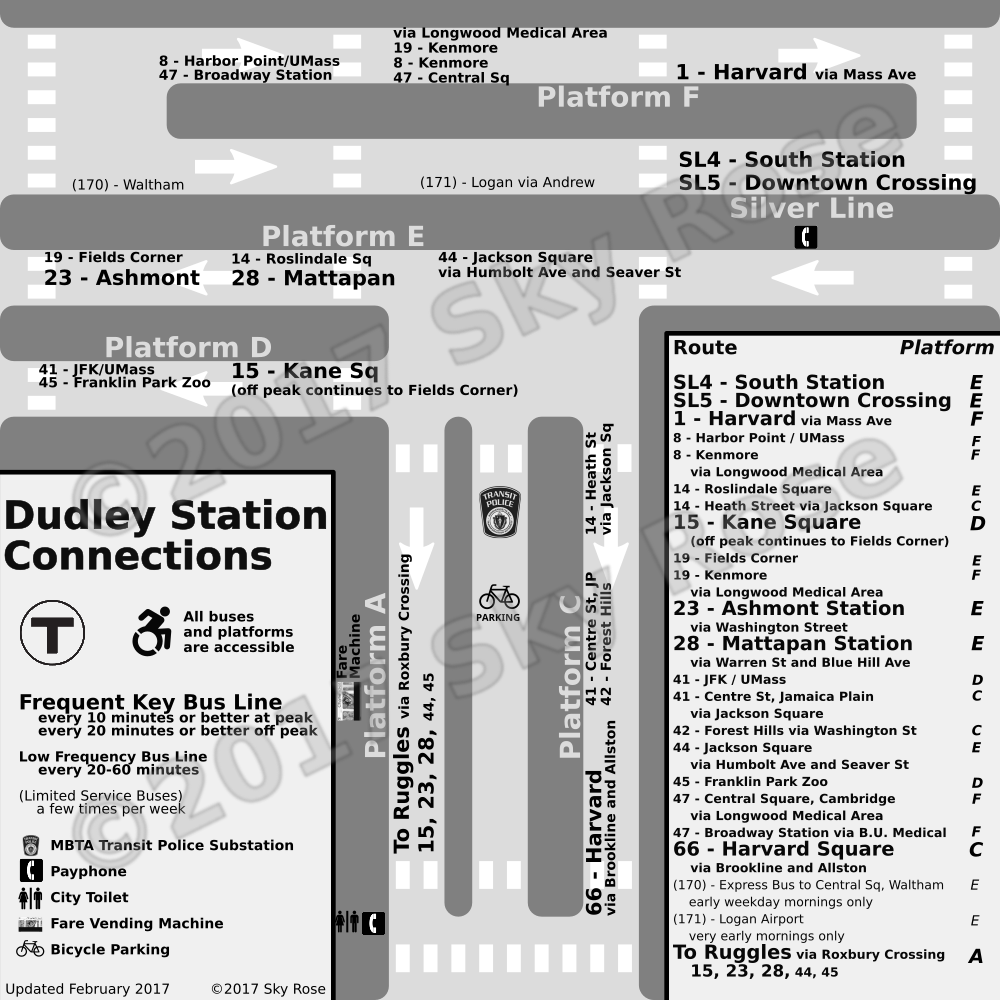 via Longwood Medical Area
19 - Kenmore
8 - Kenmore
47 - Central Sq
8 - Harbor Point/UMass
47 - Broadway Station
1 - Harvard via Mass Ave
Platform F
SL4 - South Station
SL5 - Downtown Crossing
(170) - Waltham
(171) - Logan via Andrew
Silver Line
Platform E
19 - Fields Corner
23 - Ashmont
14 - Roslindale Sq
28 - Mattapan
44 - Jackson Square
via Humbolt Ave and Seaver St
Platform D
41 - JFK/UMass
45 - Franklin Park Zoo
15 - Kane Sq
(off peak continues to Fields Corner)
Dudley Station
Connections
T
All buses
and platforms
are accessible
Frequent Key Bus Line
every 10 minutes or better at peak
every 20 minutes or better off peak
Low Frequency Bus Line
every 20-60 minutes
(Limited Service Buses)
a few times per week
MBTA Transit Police Substation
Payphone
City Toilet
Fare Vending Machine
Bicycle Parking
Updated February 2017 ©2017 Sky Rose
Fare
Machine
Platform A
To Ruggles via Roxbury Crossing
15, 23, 28, 44, 45
TRANSIT
POLICE
PARKING
Platform C
14 - Heath St
via Jackson Sq
41 - Centre St, JP
42 - Forest Hills
66 - Harvard
via Brookline and Allston
Route Platform
SL4 - South Station E
SL5 - Downtown Crossing E
1 - Harvard via Mass Ave F
8 - Harbor Point / UMass F
8 - Kenmore F
via Longwood Medical Area
14 - Roslindale Square E
14 - Heath Street via Jackson Square C
15 - Kane Square D
(off peak continues to Fields Corner)
19 - Fields Corner E
19 - Kenmore F
via Longwood Medical Area
23 - Ashmont Station E
via Washington Street
28 - Mattapan Station E
via Warren St and Blue Hill Ave
41 - JFK / UMass D
41 - Centre St, Jamaica Plain C
via Jackson Square
42 - Forest Hills via Washington St C
44 - Jackson Square E
via Humbolt Ave and Seaver St
45 - Franklin Park Zoo D
47 - Central Square, Cambridge F
via Longwood Medical Area
47 - Broadway Station via B.U. Medical F
66 - Harvard Square C
via Brookline and Allston
(170) - Express Bus to Central Sq, Waltham E
early weekday mornings only
(171) - Logan Airport E
very early mornings only
To Ruggles via Roxbury Crossing A
15, 23, 28, 44, 45
©2017 Sky Rose
©2017 Sky Rose